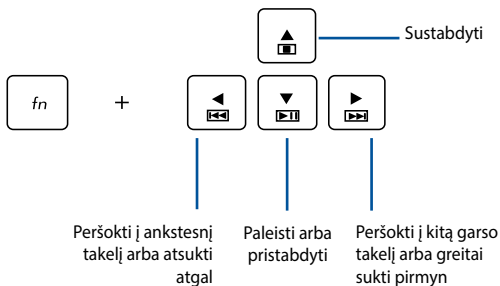 Sustabdyti
fn
+
Peršokti į ankstesnį
takelį arba atsukti
atgal
Paleisti arba
pristabdyti
Peršokti į kitą garso
takelį arba greitai
sukti pirmyn